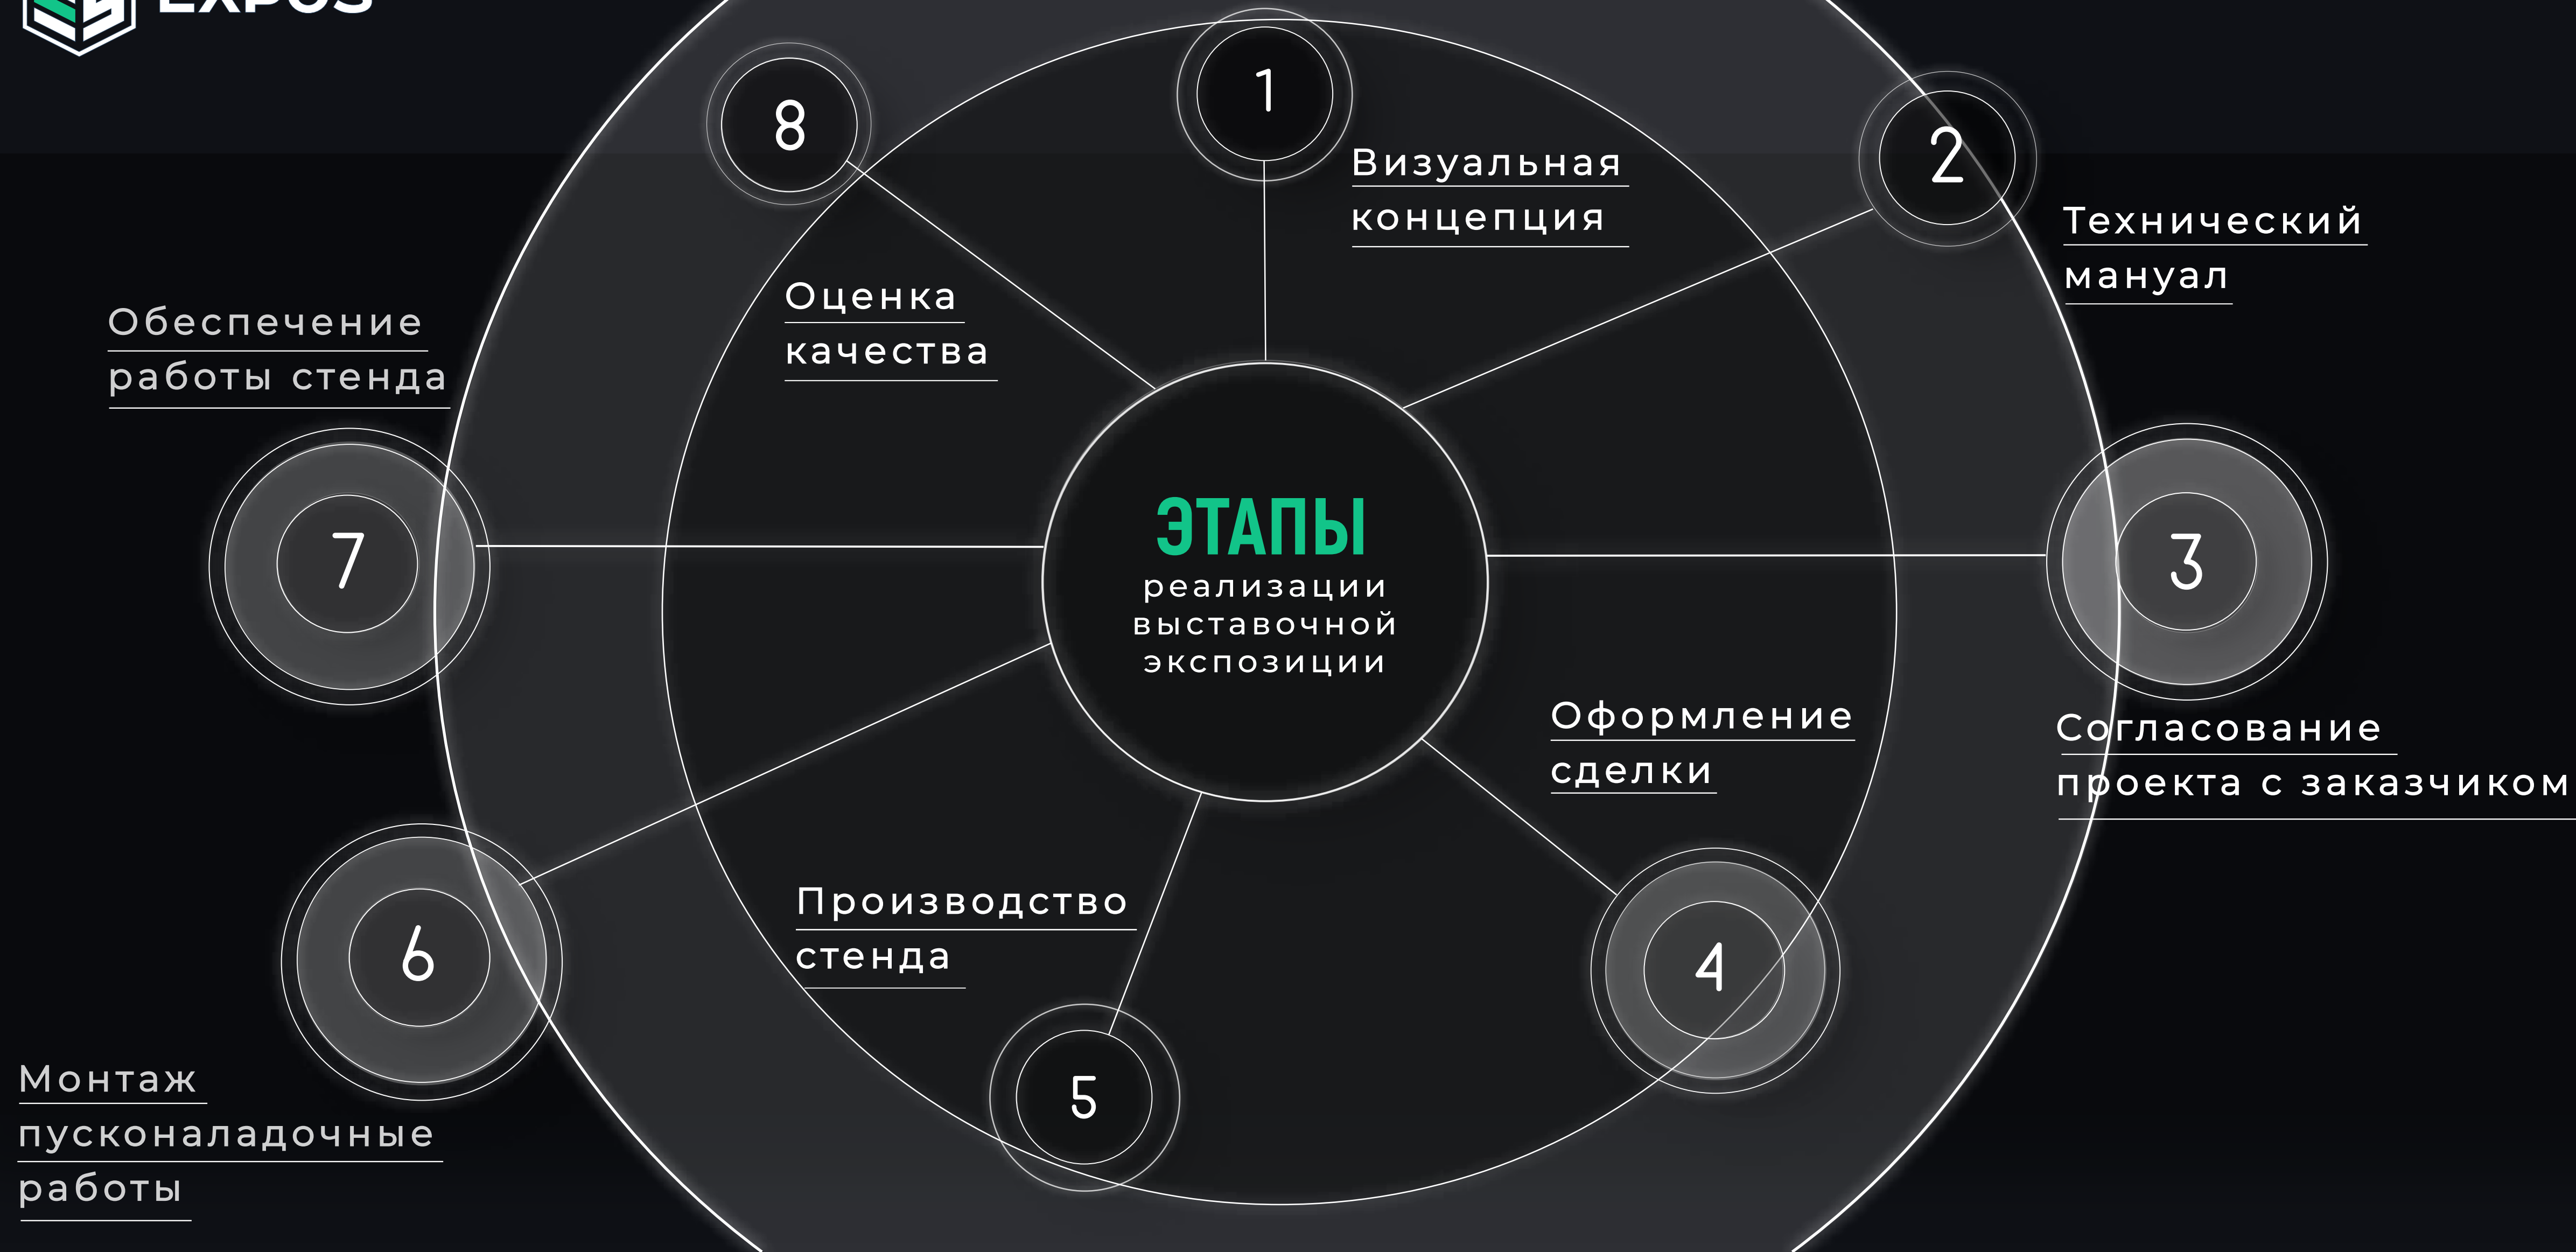 EXPOS
1
Визуальная
концепция
2
Технический
мануал
3
Согласование
проекта с заказчиком
4
Оформление
сделки
5
Производство
стенда
6
Монтаж
пусконаладочные
работы
7
Обеспечение
работы стенда
8
Оценка
качества
ЭТАПЫ
реализации
выставочной
экспозиции